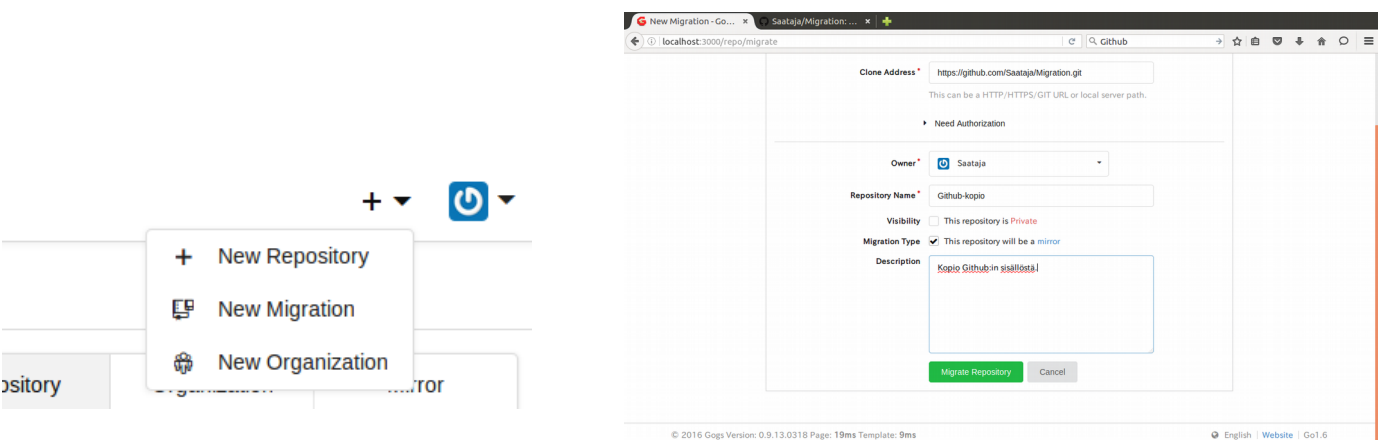 New Repository
New Migration
New Organization
ository
Mirror
New Migration - Go...
Saataja/Migration: ...
localhost:3000/repo/migrate
Github
Clone Address *
https://github.com/Saataja/Migration.git
This can be a HTTP/HTTPS/GIT URL or local server path.
Need Authorization
Owner *
Saataja
Repository Name *
Github-kopio
Visibility
This repository is Private
Migration Type
This repository will be a mirror
Description
Kopio Github:in sisällöstä.
Migrate Repository
Cancel
© 2016 Gogs Version: 0.9.13.0318 Page: 19ms Template: 9ms
English
Website
Go1.6